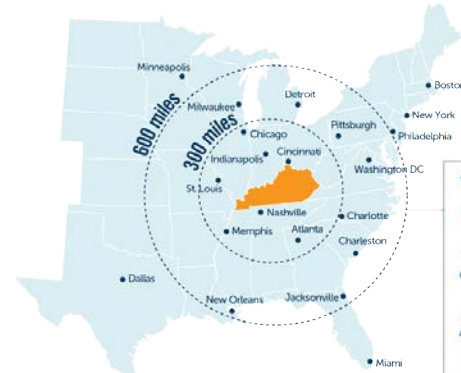 Minneapolis
Boston
Detroit
Milwaukee
New York
600 miles
Chicago
Pittsburgh
Philadelphia
300 miles
Indianapolis
Cincinnati
Washington DC
St. Louis
Nashville
Charlotte
Memphis
Atlanta
Charleston
Dallas
New Orleans
Jacksonville
Miami